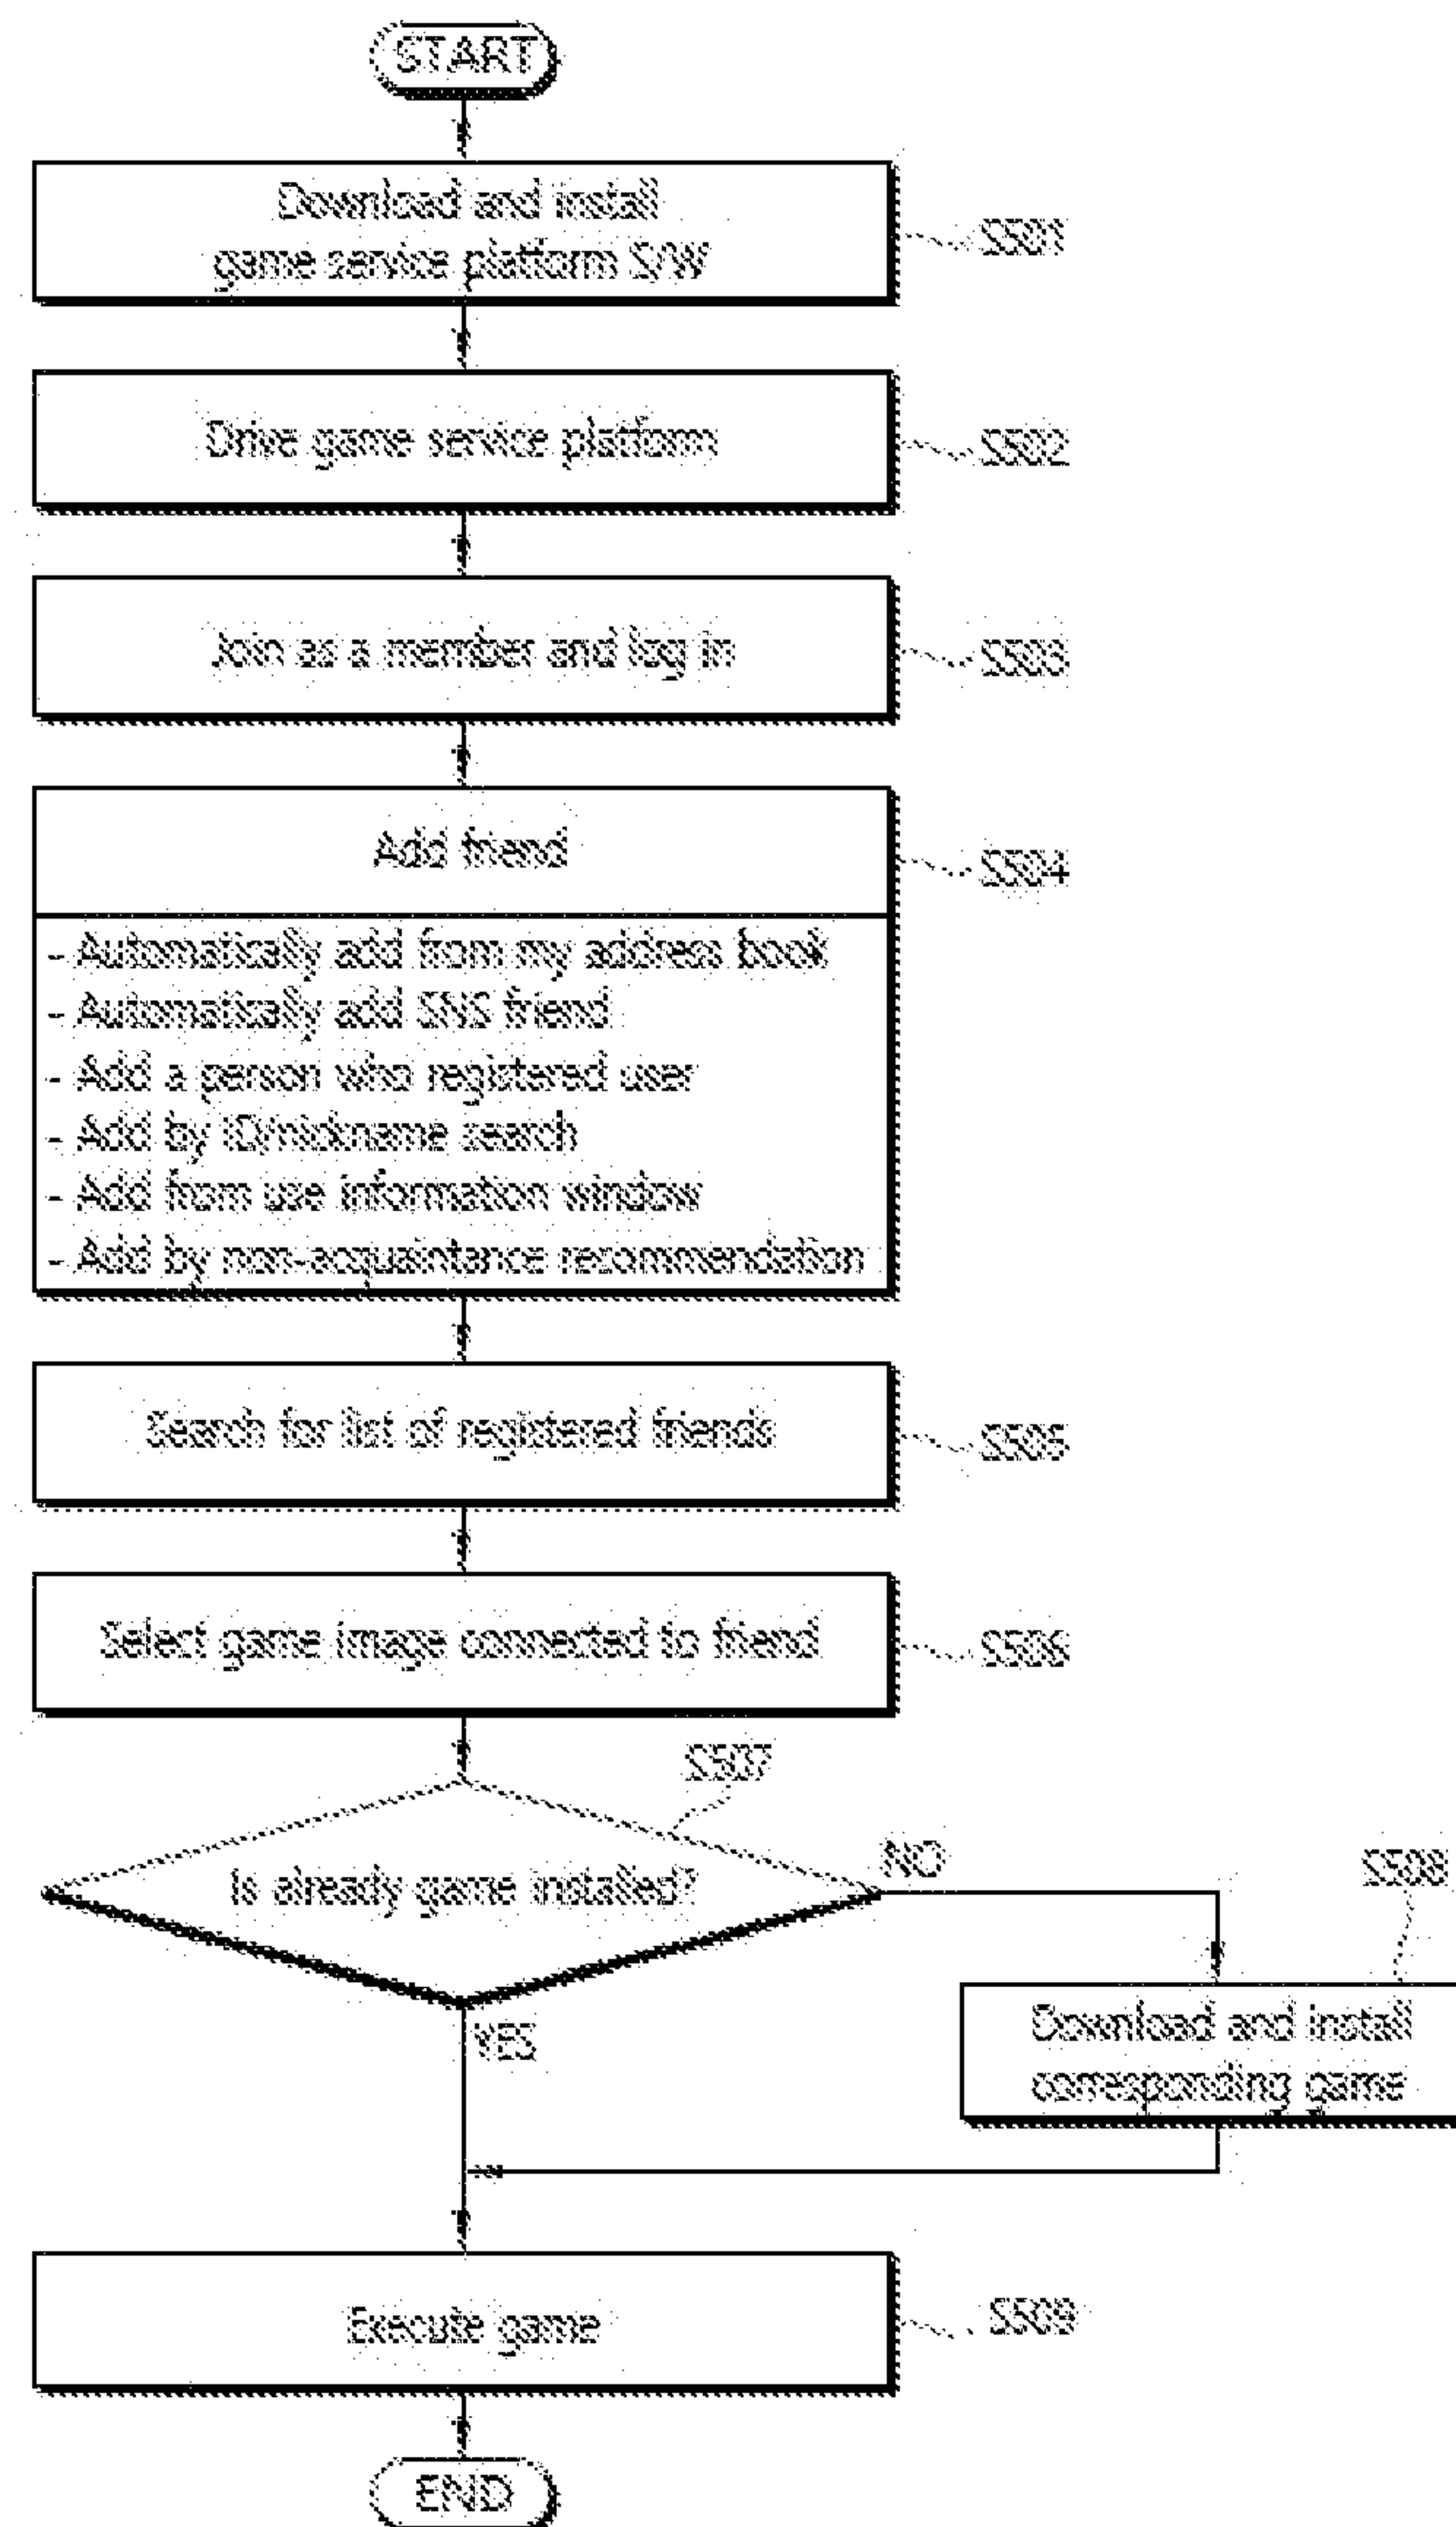 START
Download and install
game service platform S/W
S501
Drive game service platform
S502
Join as a member and log in
S503
Add friend
S504
- Automatically add from my address book
- Automatically add SNS friend
- Add a person who registered user
- Add by ID/nickname search
- Add from use information window
- Add by non-acquaintance recommendation
Search for list of registered friends
S505
Select game image connected to friend
S506
S507
Is already game installed?
NO
S508
YES
Download and install
corresponding game
Execute game
S509
END